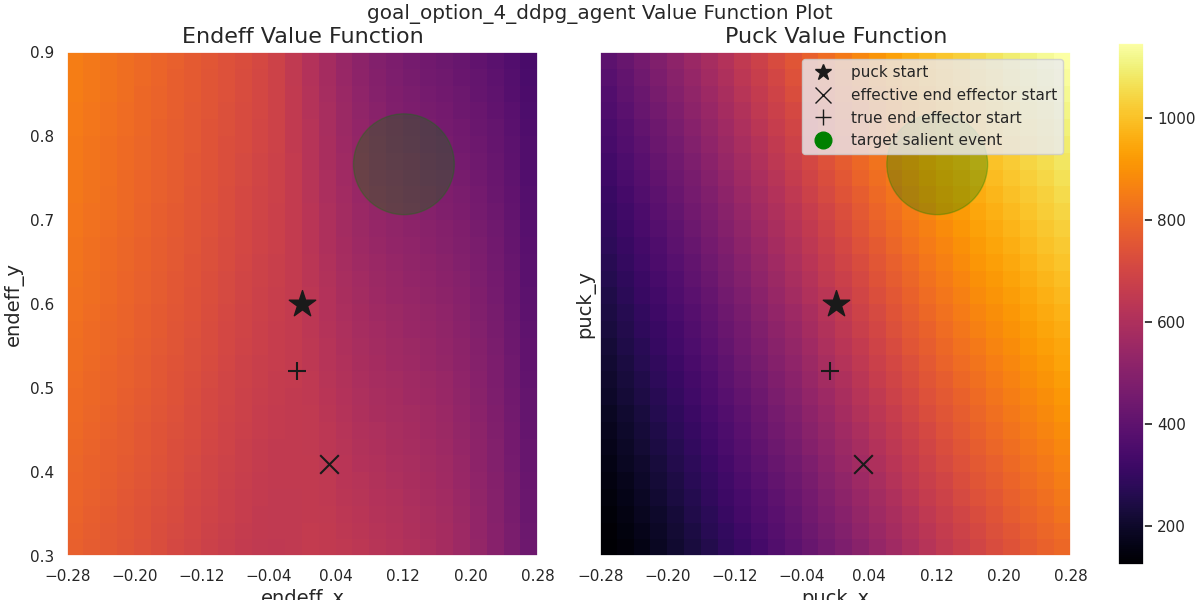 goal_option_4_ddpg_agent Value Function Plot
Endeff Value Function
Puck Value Function
puck start
effective end effector start
true end effector start
target salient event
0.9
0.8
0.7
0.6
0.5
0.4
0.3
endeff_y
puck_y
1000
800
600
400
200
−0.28 −0.20 −0.12 −0.04 0.04 0.12 0.20 0.28
−0.28 −0.20 −0.12 −0.04 0.04 0.12 0.20 0.28
endeff_x
puck_x